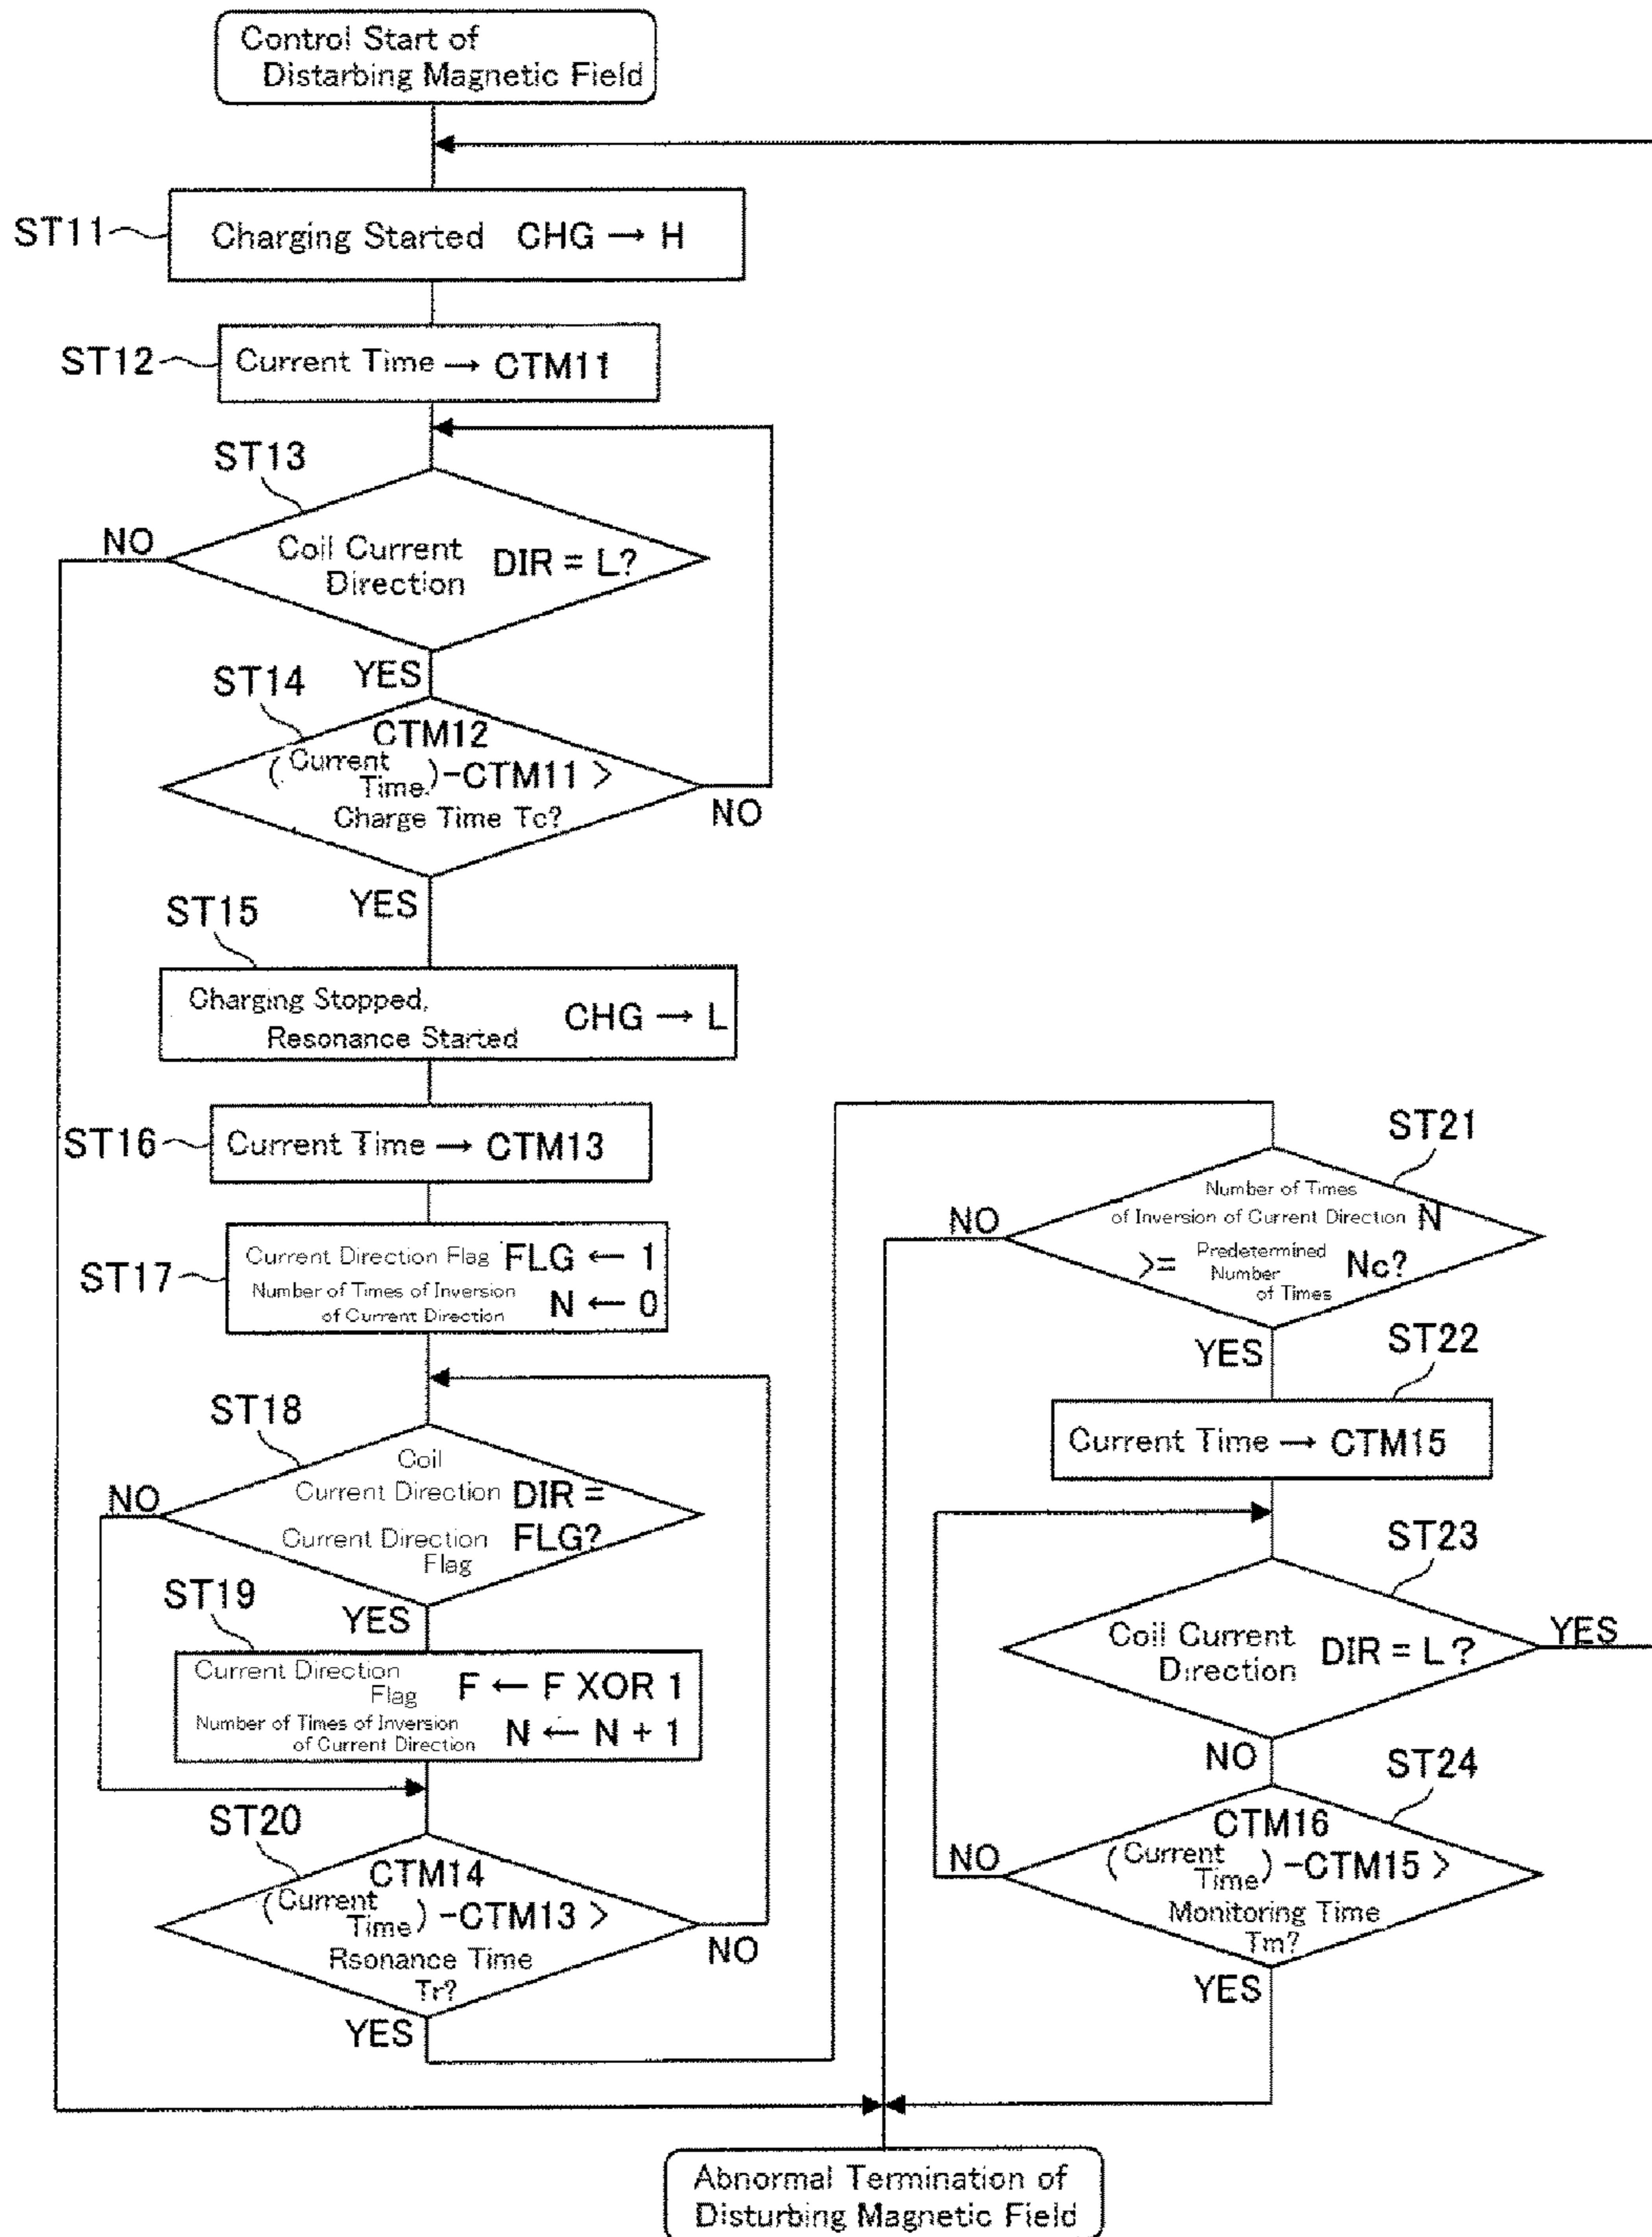 Control Start of
Distarbing Magnetic Field
ST11
Charging Started CHG → H
ST12
Current Time → CTM11
ST13
NO
Coil Current
Direction
DIR = L?
YES
ST14
CTM12
(Current
Time.)-CTM11 >
Charge Time Tc?
NO
YES
ST15
Charging Stopped,
Resonance Started
CHG → L
ST16
Current Time → CTM13
ST17
Current Direction Flag FLG ← 1
Number of Times of Inversion
of Current Direction
N ← 0
ST18
NO
Coil
Current Direction DIR =
Current Direction FLG?
Flag
YES
ST19
Current Direction
Flag
F ← F XOR 1
Number of Times of Inversion
of Current Direction
N ← N + 1
ST20
CTM14
(Current
Time) -CTM13 >
Rsonance Time
Tr?
NO
YES
ST21
NO
Number of Times
of Inversion of Current Direction N
>= Predetermined
Number
of Times
Nc?
YES
ST22
Current Time → CTM15
ST23
Coil Current
Direction
DIR = L ?
YES
NO
ST24
CTM16
(Current
Time) -CTM15 >
Monitoring Time
Tm?
NO
YES
Abnormal Termination of
Disturbing Magnetic Field